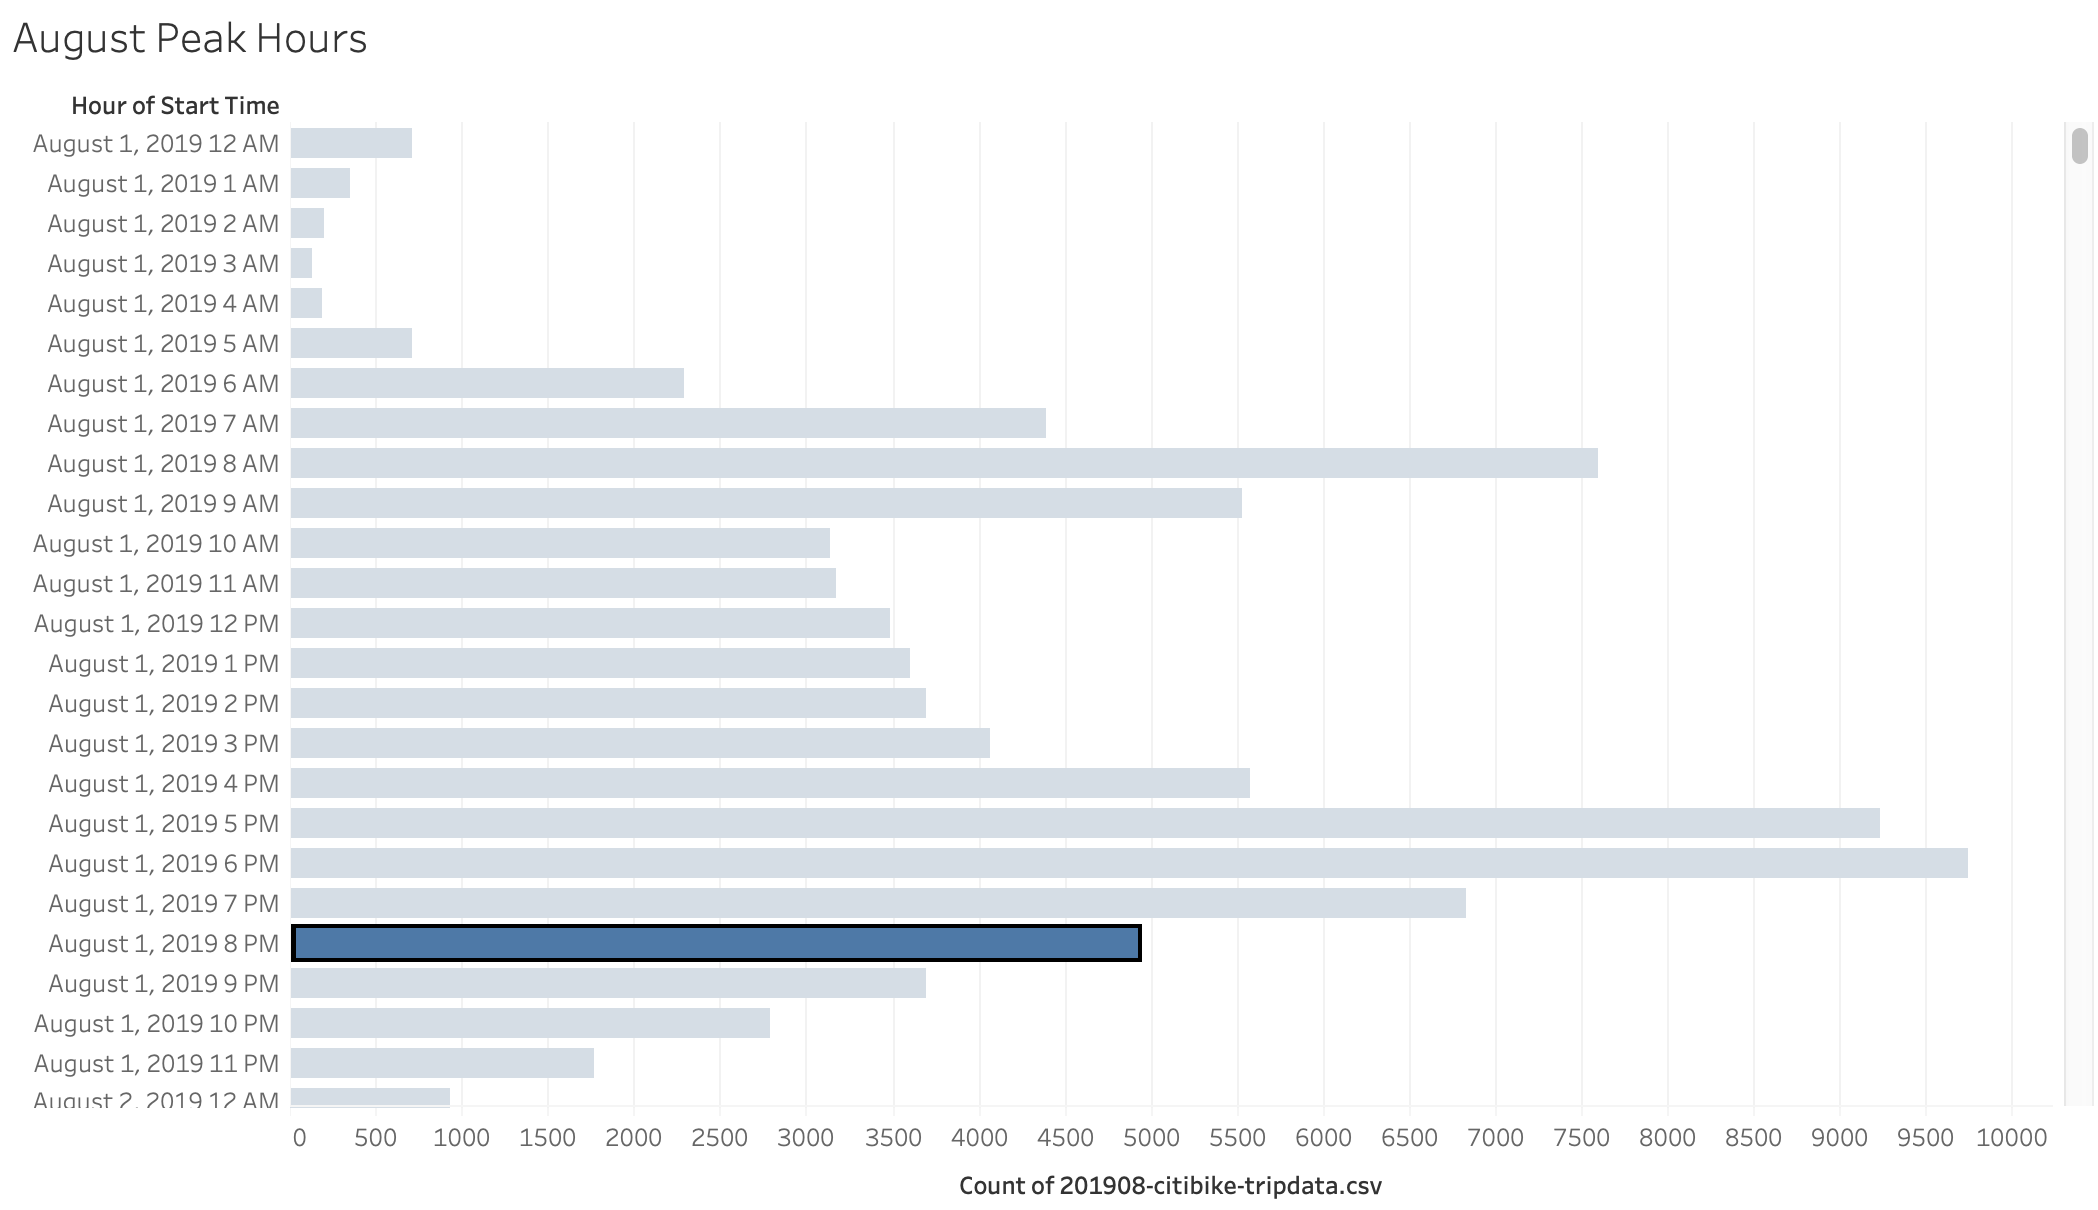 August Peak Hours
Hour of Start Time
August 1, 2019 12 AM
August 1, 2019 1 AM
August 1, 2019 2 AM
August 1, 2019 3 AM
August 1, 2019 4 AM
August 1, 2019 5 AM
August 1, 2019 6 AM
August 1, 2019 7 AM
August 1, 2019 8 AM
August 1, 2019 9 AM
August 1, 2019 10 AM
August 1, 2019 11 AM
August 1, 2019 12 PM
August 1, 2019 1 PM
August 1, 2019 2 PM
August 1, 2019 3 PM
August 1, 2019 4 PM
August 1, 2019 5 PM
August 1, 2019 6 PM
August 1, 2019 7 PM
August 1, 2019 8 PM
August 1, 2019 9 PM
August 1, 2019 10 PM
August 1, 2019 11 PM
August 2, 2019 12 AM
0 500 1000 1500 2000 2500 3000 3500 4000 4500 5000 5500 6000 6500 7000 7500 8000 8500 9000 9500 10000
Count of 201908-citibike-tripdata.csv